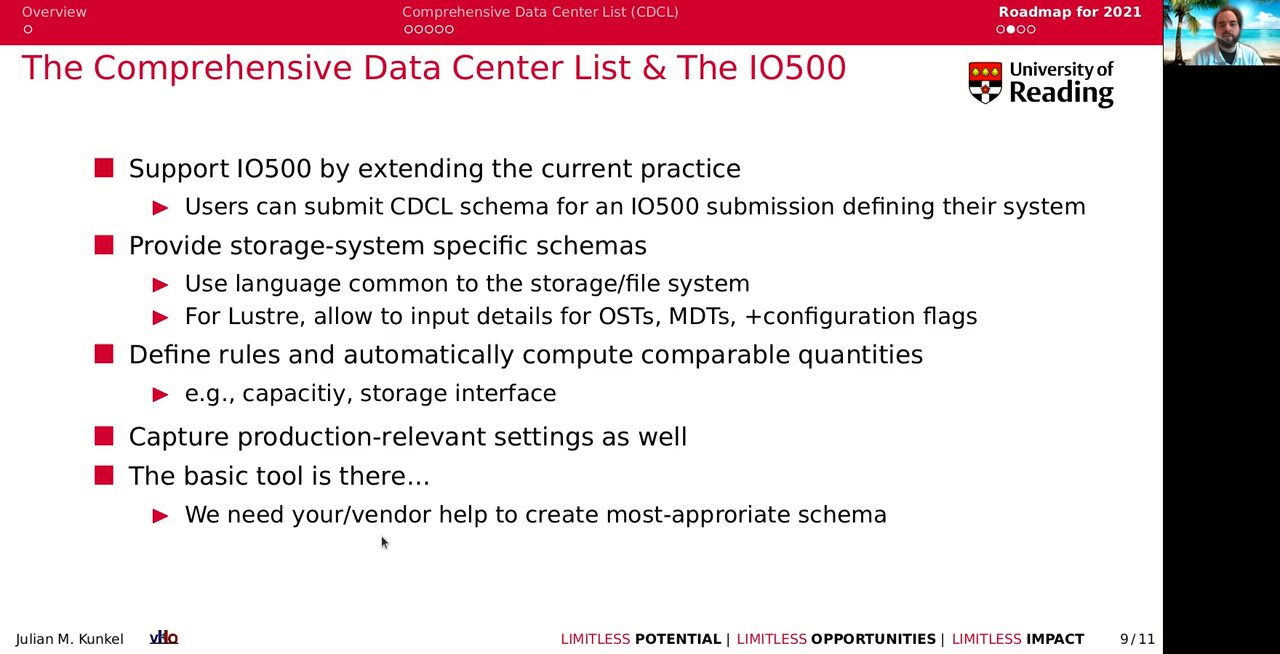 Overview
Comprehensive Data Center List (CDCL)
Roadmap for 2021
The Comprehensive Data Center List & The IO500
University of
Reading
Support IO500 by extending the current practice
Users can submit CDCL schema for an IO500 submission defining their system
Provide storage-system specific schemas
Use language common to the storage/file system
For Lustre, allow to input details for OSTs, MDTs, +configuration flags
Define rules and automatically compute comparable quantities
e.g., capacitiy, storage interface
Capture production-relevant settings as well
The basic tool is there...
We need your/vendor help to create most-approriate schema
Julian M. Kunkel
LIMITLESS POTENTIAL | LIMITLESS OPPORTUNITIES | LIMITLESS IMPACT
9/11